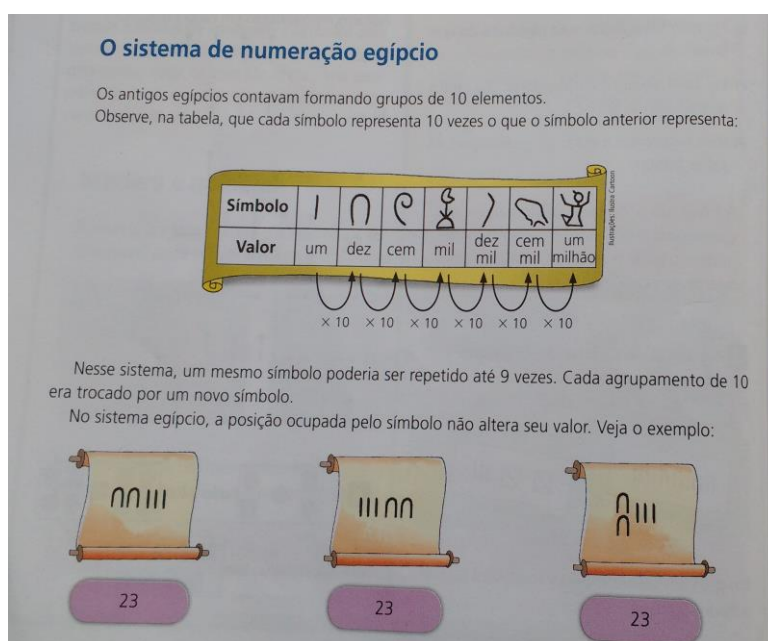 O sistema de numeração egípcio
Os antigos egípcios contavam formando grupos de 10 elementos.
Observe, na tabela, que cada símbolo representa 10 vezes o que o símbolo anterior representa:
Símbolo
Valor um dez cem mil dez mil cem mil um milhão
Ilustrações: Ilustra Cartoon
× 10 × 10 × 10 × 10 × 10 × 10
Nesse sistema, um mesmo símbolo poderia ser repetido até 9 vezes. Cada agrupamento de 10
era trocado por um novo símbolo.
No sistema egípcio, a posição ocupada pelo símbolo não altera seu valor. Veja o exemplo:
23 23 23